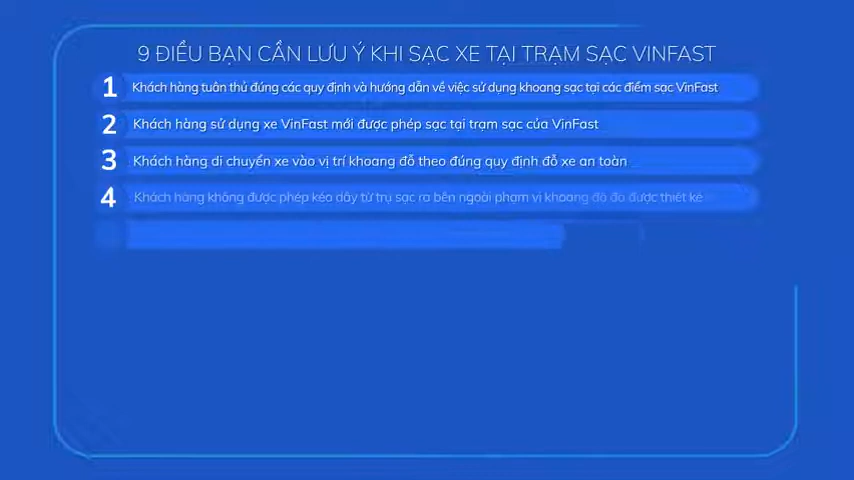 9 ĐIỀU BẠN CẦN LƯU Ý KHI SẠC XE TẠI TRẠM SẠC VINFAST
1 Khách hàng tuân thủ đúng các quy định và hướng dẫn về việc sử dụng khoang sạc tại các điểm sạc VinFast
2 Khách hàng sử dụng xe VinFast mới được phép sạc tại trạm sạc của VinFast
3 Khách hàng di chuyển xe vào vị trí khoang đỗ theo đúng quy định đỗ xe an toàn
4 Khách hàng không được phép kéo dây từ trụ sạc ra bên ngoài phạm vi khoang đỗ đã được thiết kế